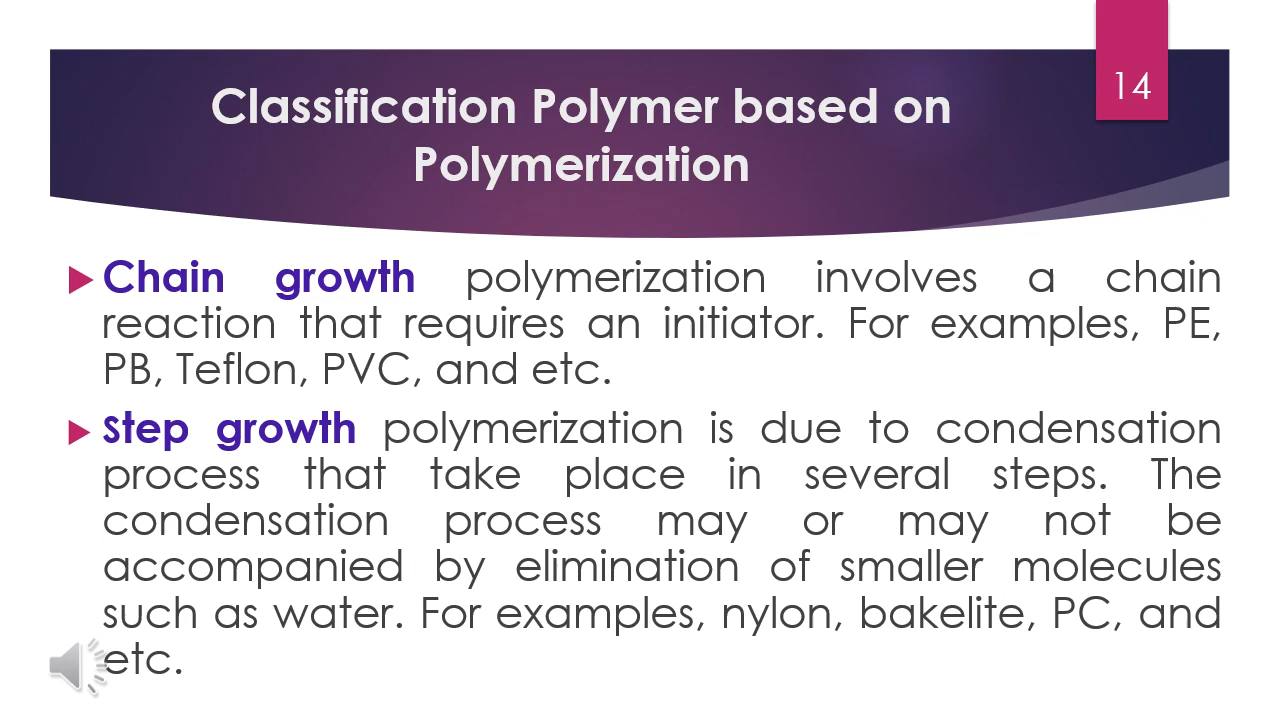 14
Classification Polymer based on
Polymerization
Chain growth polymerization involves a chain
reaction that requires an initiator. For examples, PE,
PB, Teflon, PVC, and etc.
Step growth polymerization is due to condensation
process that take place in several steps. The
condensation process may or may not be
accompanied by elimination of smaller molecules
such as water. For examples, nylon, bakelite, PC, and
etc.